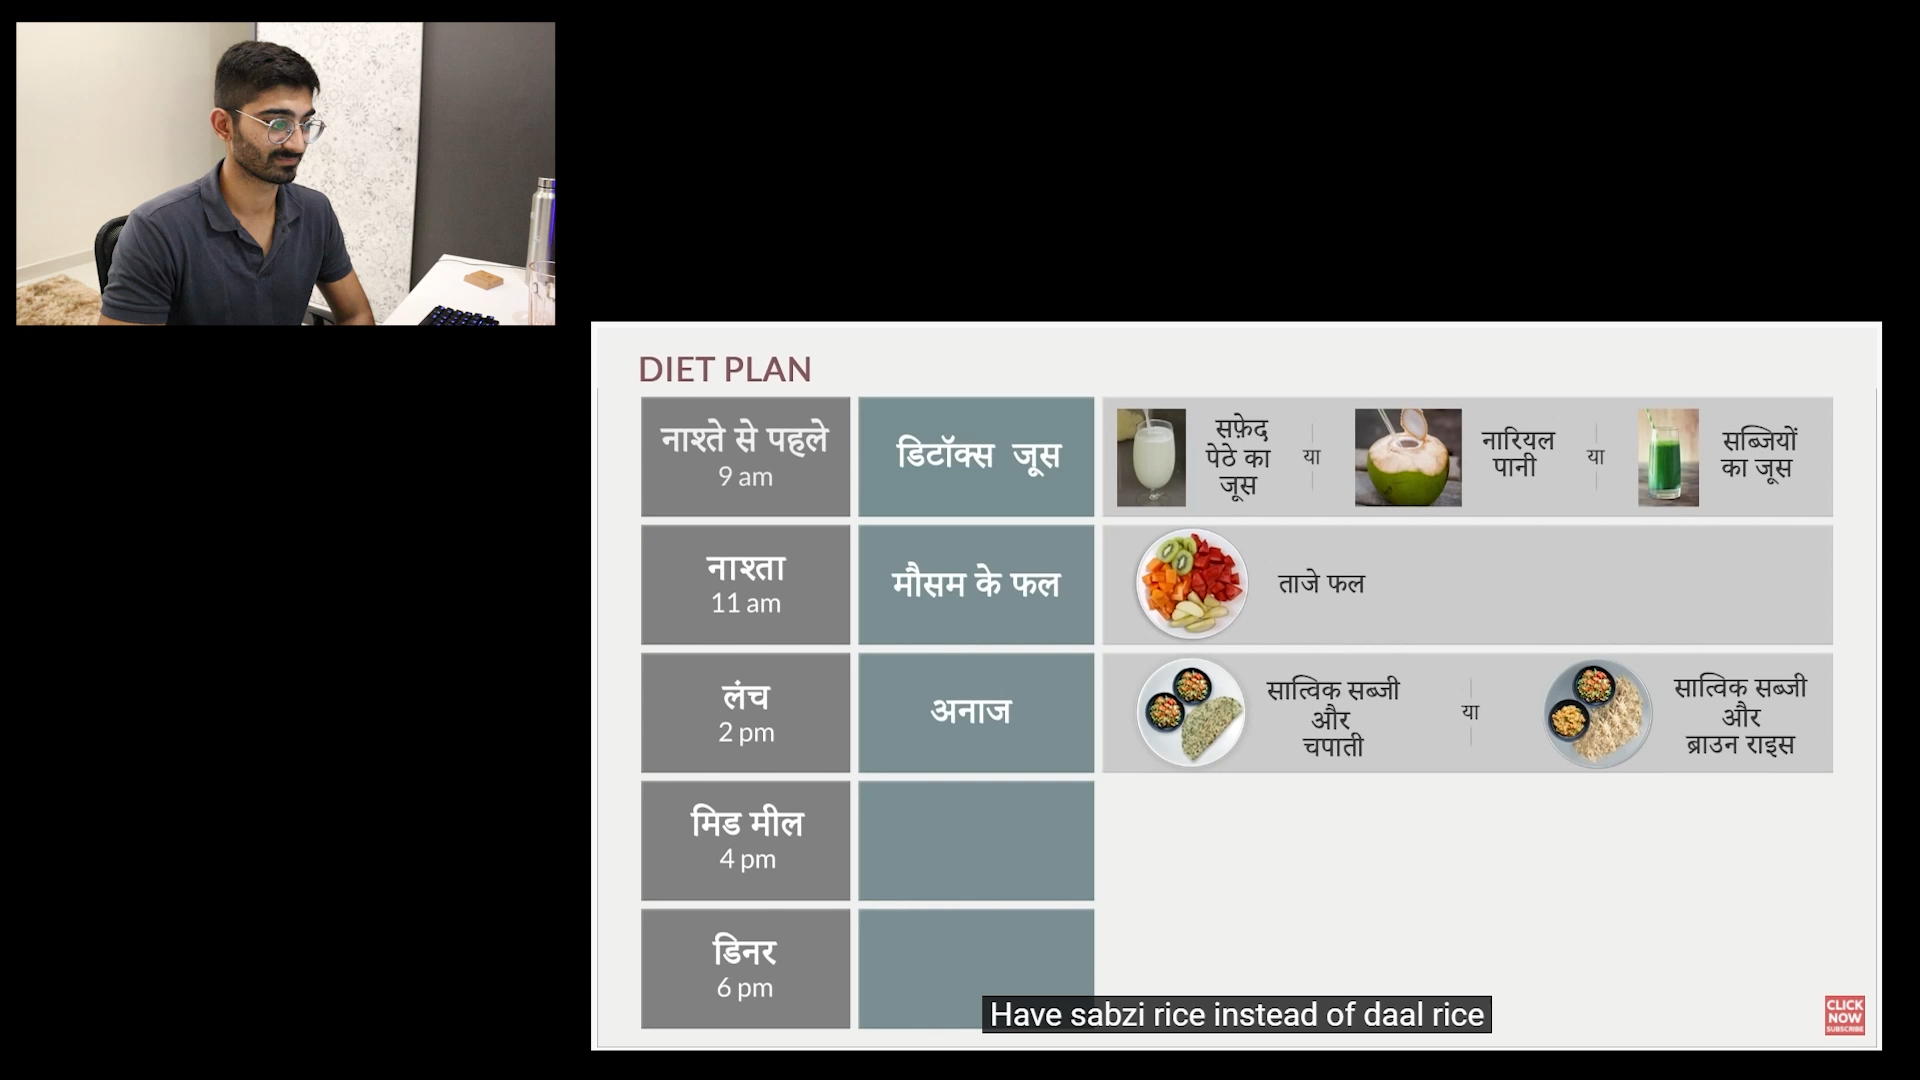 DIET PLAN
नाश्ते से पहले
9 am
डिटॉक्स जूस
सफ़ेद
पेठे का
जूस
या
नारियल
पानी
या
सब्जियों
का जूस
नाश्ता
11 am
मौसम के फल
ताजे फल
लंच
2 pm
अनाज
सात्विक सब्जी
और
चपाती
या
सात्विक सब्जी
और
ब्राउन राइस
मिड मील
4 pm
डिनर
6 pm
Have sabzi rice instead of daal rice
CLICK
NOW
SUBSCRIBE